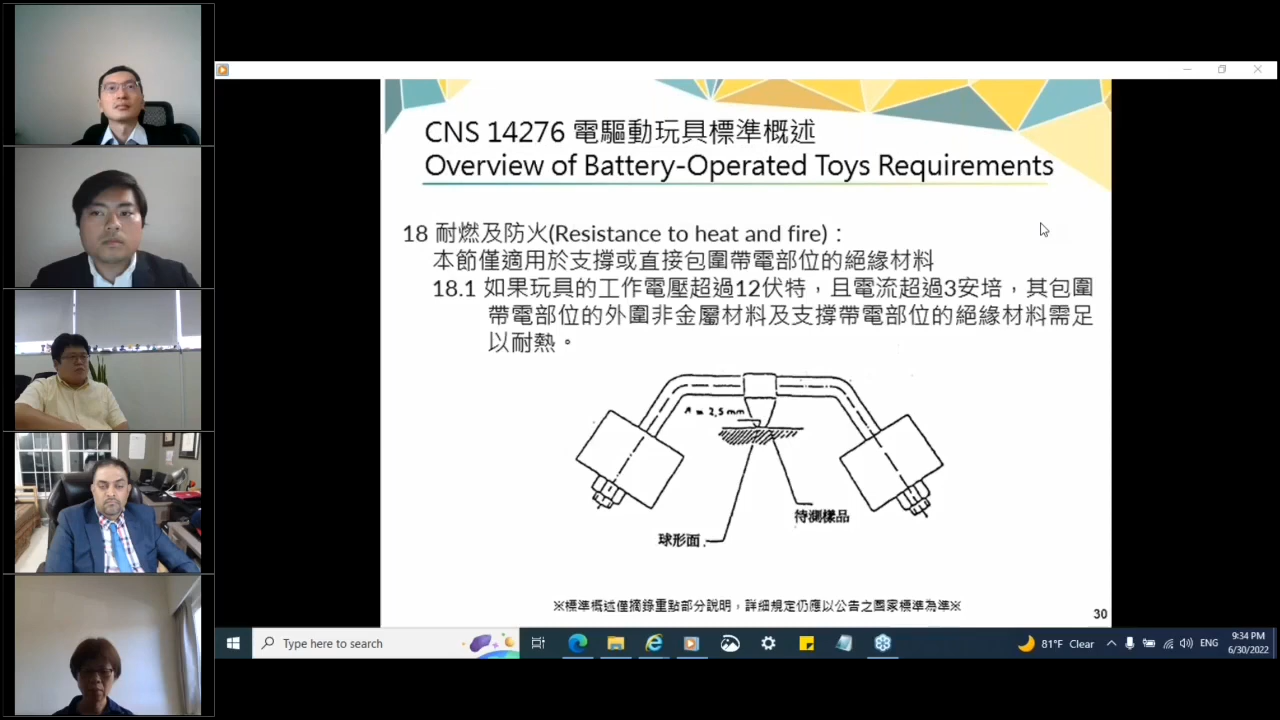 CNS 14276 電驅動玩具標準概述
Overview of Battery-Operated Toys Requirements
18 耐燃及防火(Resistance to heat and fire)：
本節僅適用於支撐或直接包圍帶電部位的絕緣材料
18.1 如果玩具的工作電壓超過12伏特，且電流超過3安培，其包圍
帶電部位的外圍非金屬材料及支撐帶電部位的絕緣材料需足
以耐熱。
= 2,5 mm
待測樣品
球形面
※標準概述僅摘錄重點部分說明，詳細規定仍應以公告之國家標準為準※
30
Type here to search
81°F Clear
ENG
9:34 PM
6/30/2022